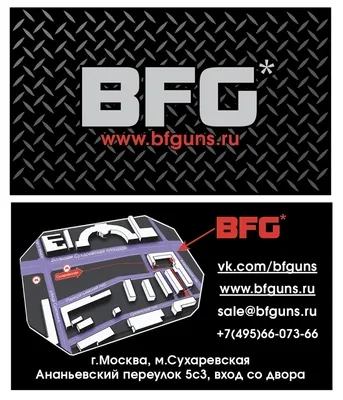 BFG*
www.bfguns.ru
BFG*
vk.com/bfguns
www.bfguns.ru
sale@bfguns.ru
+7(495)66-073-66
г.Москва, м.Сухаревская
Ананьевский переулок 5с3, вход со двора